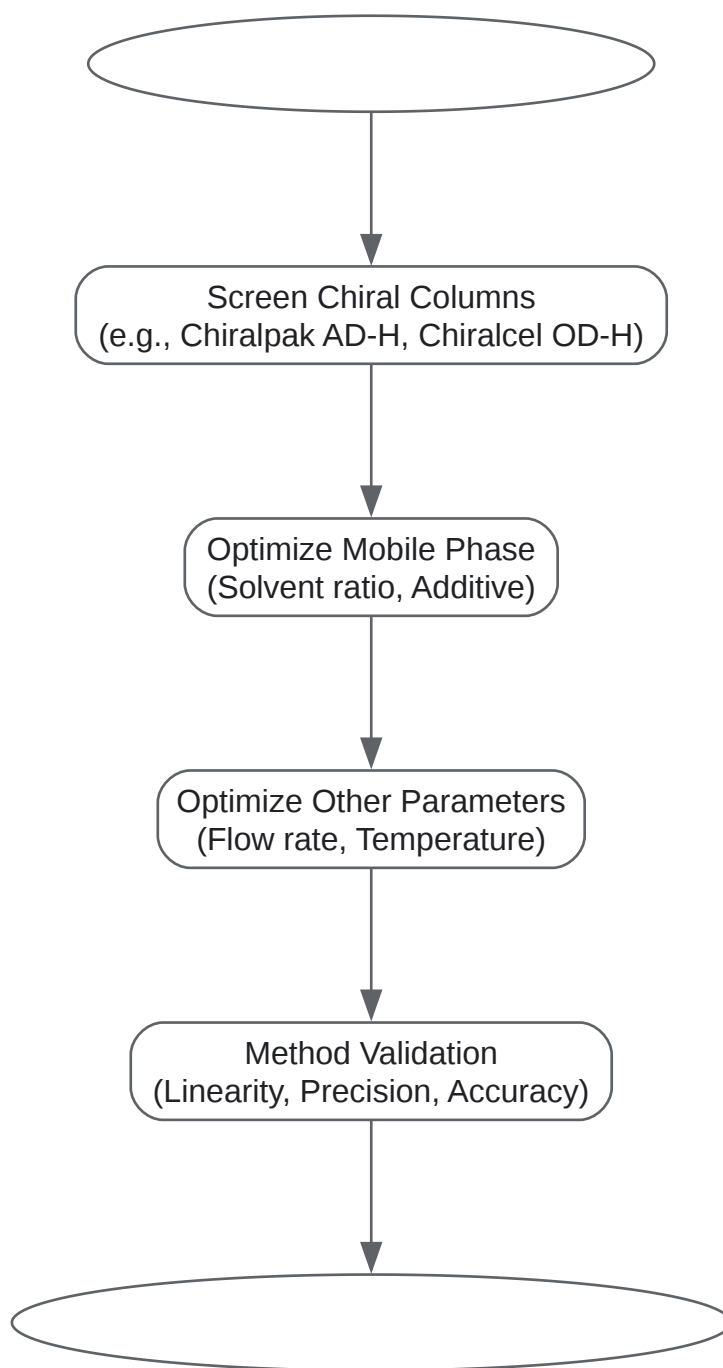 Screen Chiral Columns
(e.g., Chiralpak AD-H, Chiralcel OD-H)
Optimize Mobile Phase
(Solvent ratio, Additive)
Optimize Other Parameters
(Flow rate, Temperature)
Method Validation
(Linearity, Precision, Accuracy)